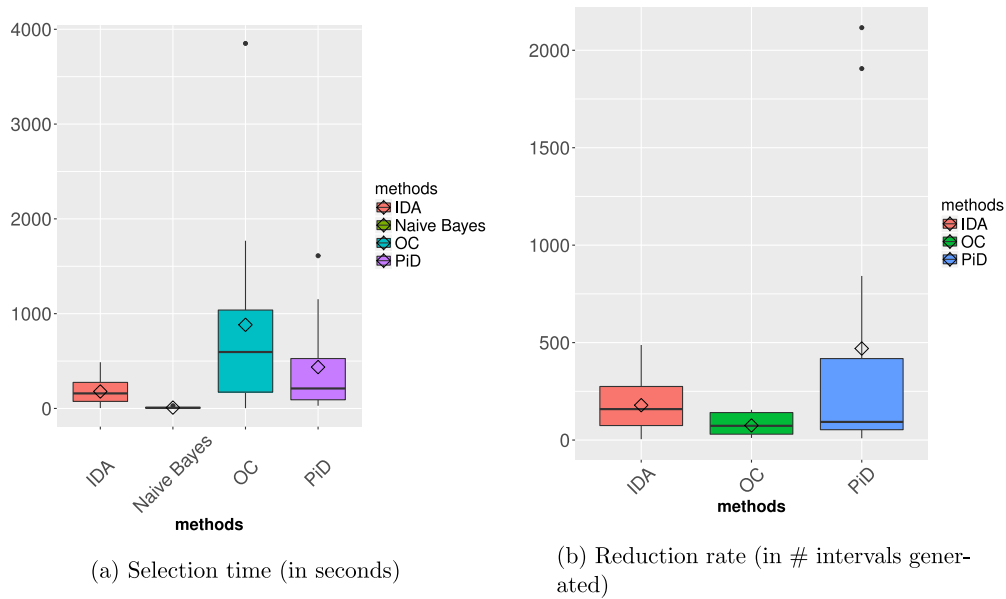 4000
3000
2000
1000
0
IDA
Naive Bayes
OC
PiD
methods
methods
IDA
Naive Bayes
OC
PiD
(a) Selection time (in seconds)
2000
1500
1000
500
0
IDA
OC
PiD
methods
methods
IDA
OC
PiD
(b) Reduction rate (in # intervals gener-
ated)